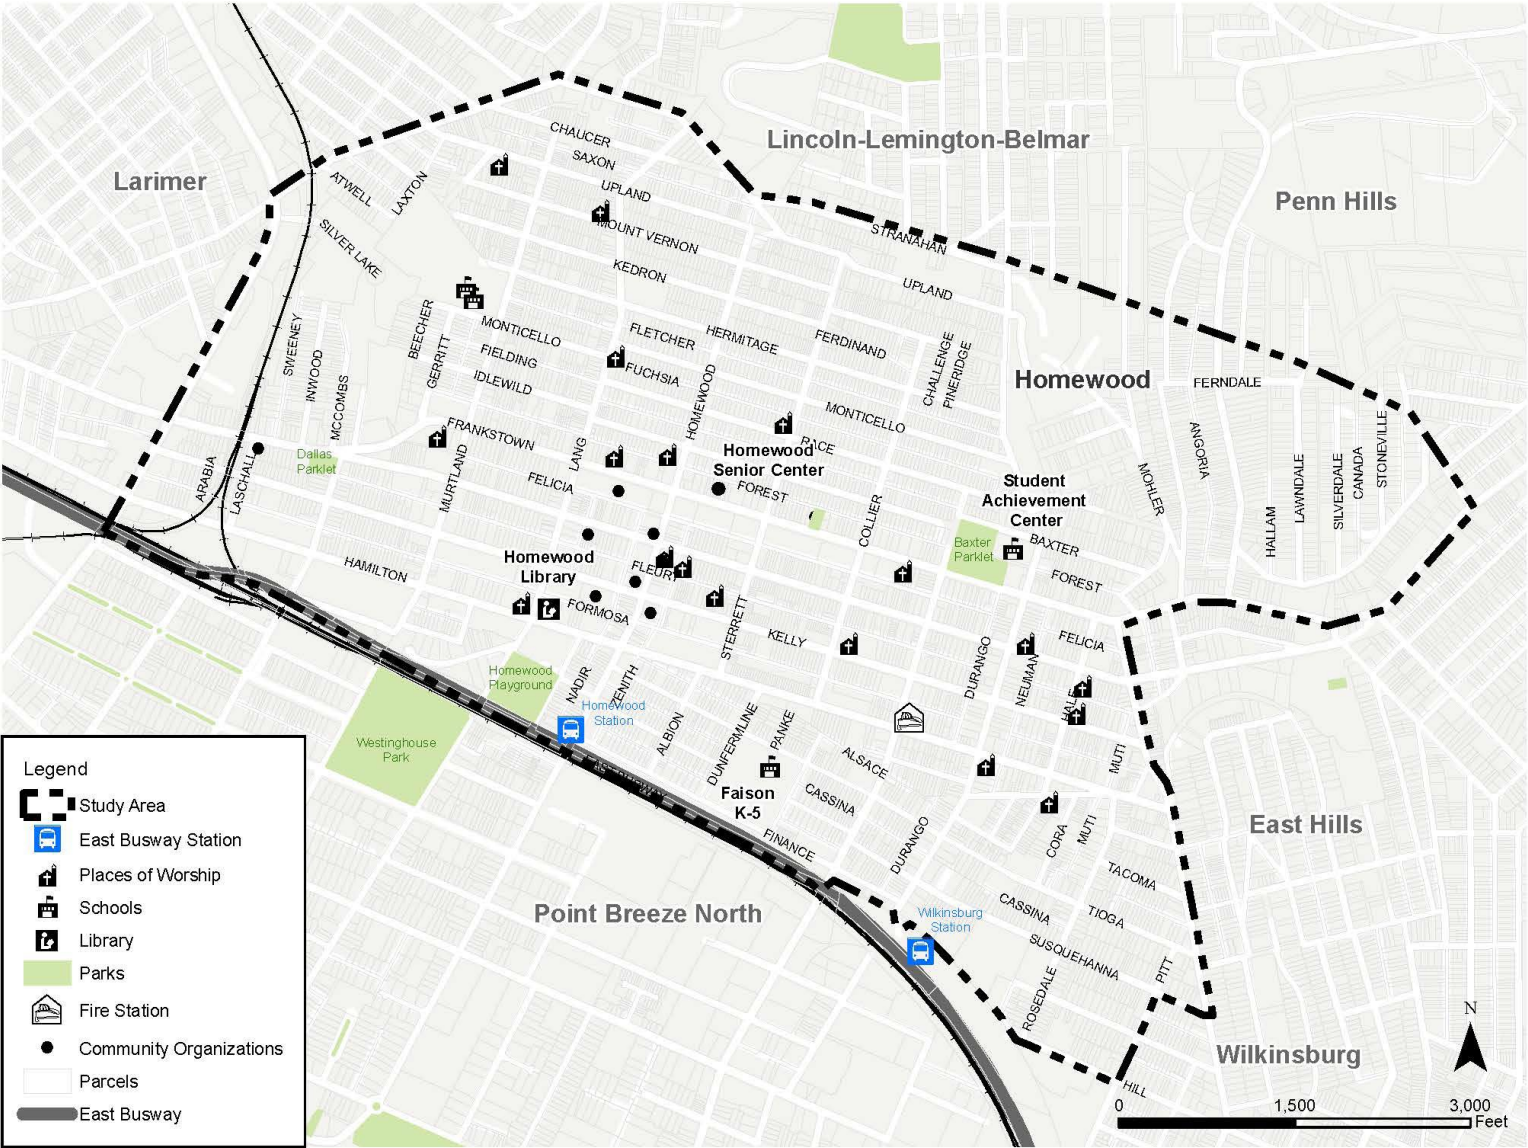 CHAUCER
SAXON
Lincoln-Lemington-Belmar
Larimer
ATWELL
LAXTON
UPLAND
Penn Hills
MOUNT VERNON
STRANAHAN
SILVER LAKE
KEDRON
UPLAND
BEECHER
SWEENEY
MONTICELLO
FLETCHER
HERMITAGE
FERDINAND
CHALLENGE
PINERIDGE
GERRITT
FIELDING
INWOOD
FUCHSIA
IDLEWILD
MCCOMBS
HOMEWOOD
Homewood
FERNDALE
MONTICELLO
FRANKSTOWN
LANG
RACE
ANGORIA
STONEVILLE
Homewood
Senior Center
Dallas
Parklet
ARABIA
LASCHALL
MURTLAND
FELICIA
FOREST
Student
Achievement
Center
MOHLER
HALLAM
LAWNDALE
SILVERDALE
CANADA
COLLIER
Baxter
Parklet
BAXTER
HAMILTON
Homewood
Library
FLEURY
FOREST
FORMOSA
STERRETT
KELLY
FELICIA
DURANGO
NEUMAN
HALE
Homewood
Playground
NADIR
ZENITH
Homewood
Station
ALBION
DUNFERMLINE
PANKE
Westinghouse
Park
ALSACE
MUTI
CASSINA
Faison
K-5
FINANCE
DURANGO
CORA
MUTI
East Hills
TACOMA
Point Breeze North
Wilkinsburg
Station
CASSINA
TIOGA
SUSQUEHANNA
PITT
ROSEDALE
Wilkinsburg
HILL
Legend
Study Area
East Busway Station
Places of Worship
Schools
Library
Parks
Fire Station
Community Organizations
Parcels
East Busway
N
0 1,500 3,000
Feet